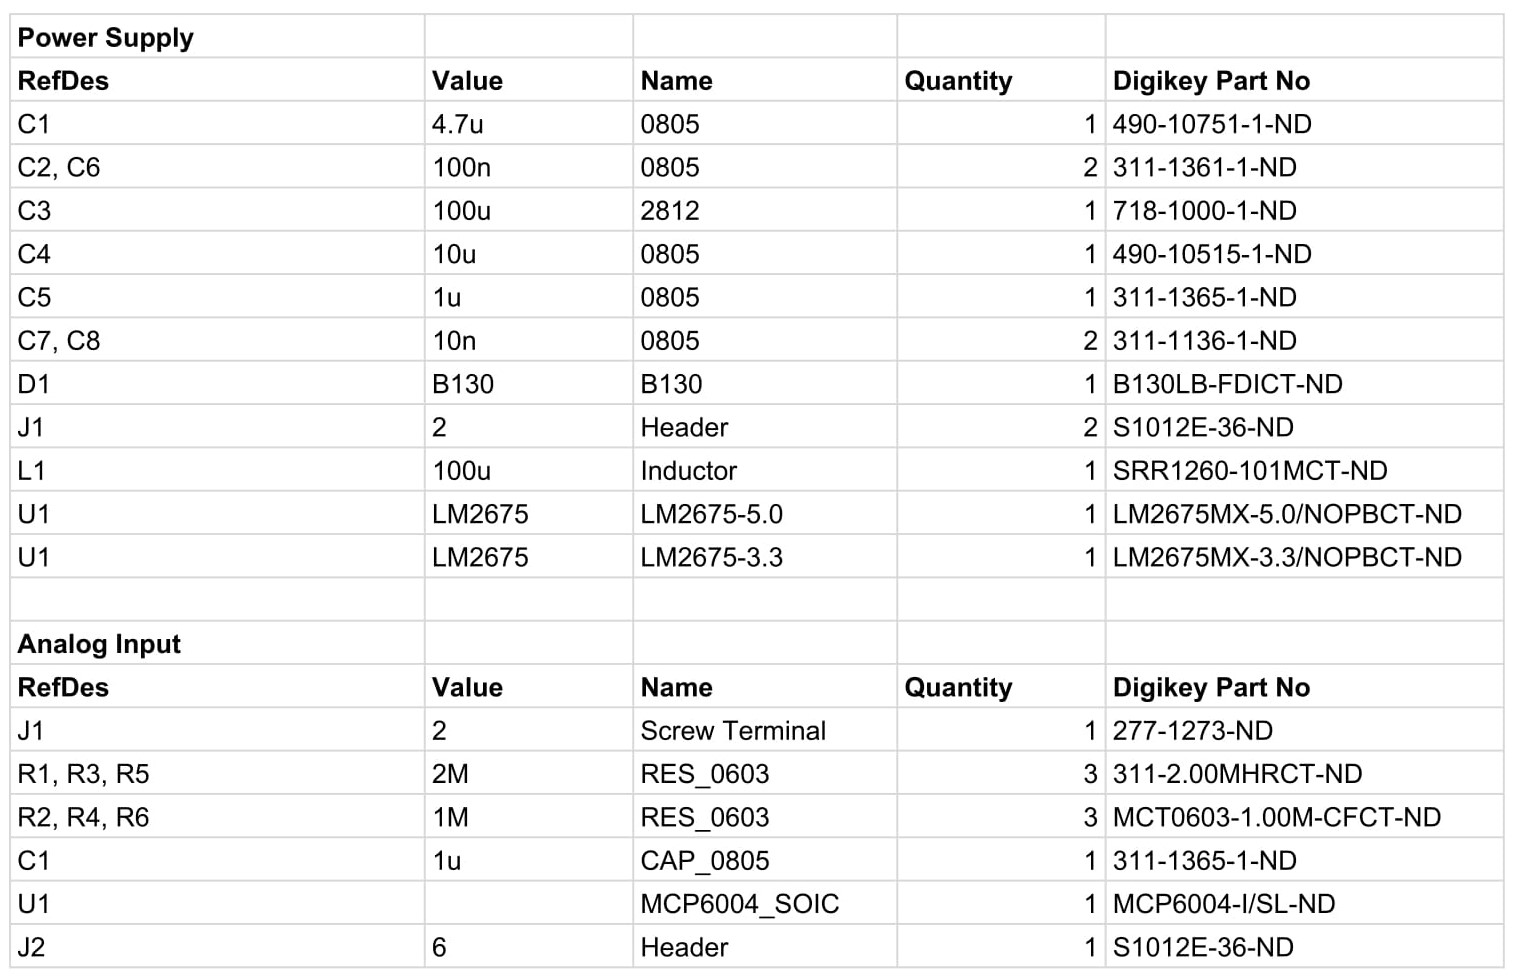 Power Supply
RefDes Value Name Quantity Digikey Part No
C1 4.7u 0805 1 490-10751-1-ND
C2, C6 100n 0805 2 311-1361-1-ND
C3 100u 2812 1 718-1000-1-ND
C4 10u 0805 1 490-10515-1-ND
C5 1u 0805 1 311-1365-1-ND
C7, C8 10n 0805 2 311-1136-1-ND
D1 B130 B130 1 B130LB-FDICT-ND
J1 2 Header 2 S1012E-36-ND
L1 100u Inductor 1 SRR1260-101MCT-ND
U1 LM2675 LM2675-5.0 1 LM2675MX-5.0/NOPBCT-ND
U1 LM2675 LM2675-3.3 1 LM2675MX-3.3/NOPBCT-ND
Analog Input
RefDes Value Name Quantity Digikey Part No
J1 2 Screw Terminal 1 277-1273-ND
R1, R3, R5 2M RES_0603 3 311-2.00MHRCT-ND
R2, R4, R6 1M RES_0603 3 MCT0603-1.00M-CFCT-ND
C1 1u CAP_0805 1 311-1365-1-ND
U1 MCP6004_SOIC 1 MCP6004-I/SL-ND
J2 6 Header 1 S1012E-36-ND